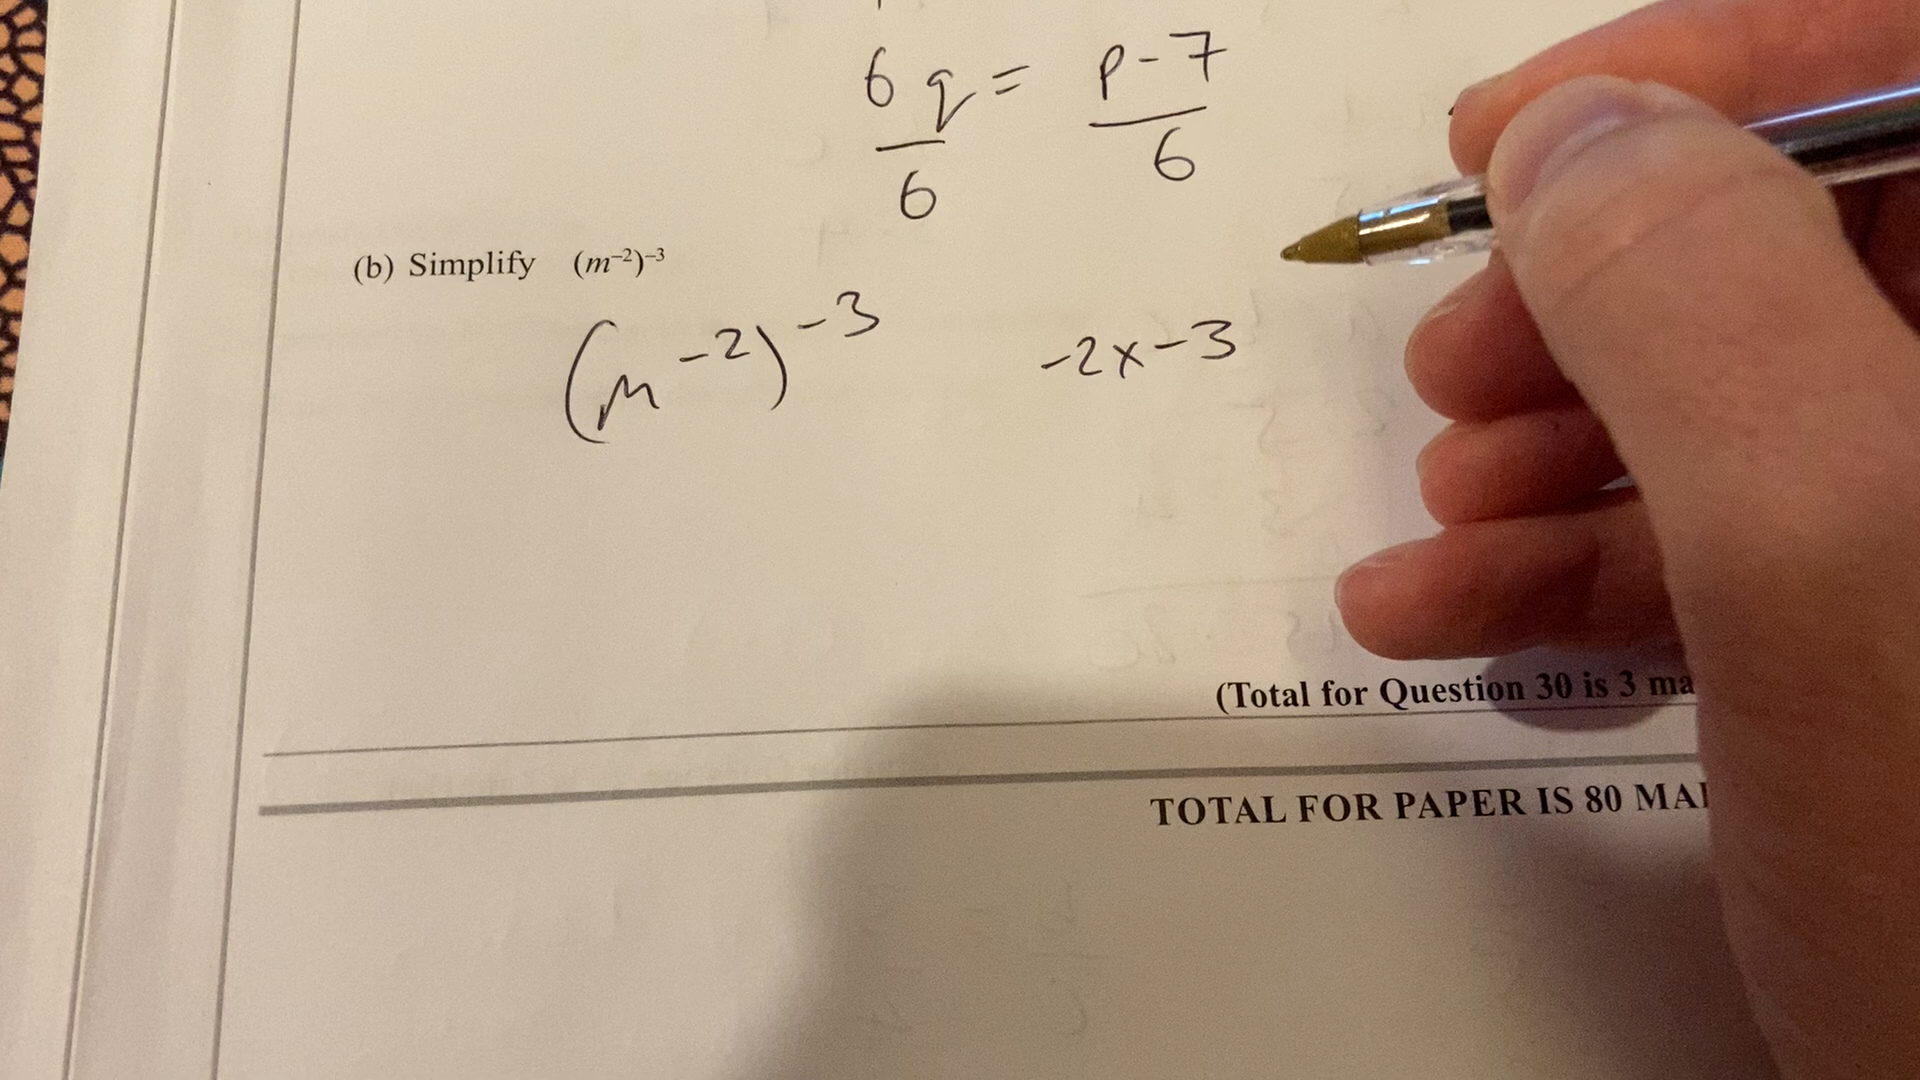 6q = p - 7
6 6
(b) Simplify (m⁻²)⁻³
(m⁻²)⁻³ -2x-3
(Total for Question 30 is 3 ma
TOTAL FOR PAPER IS 80 MA